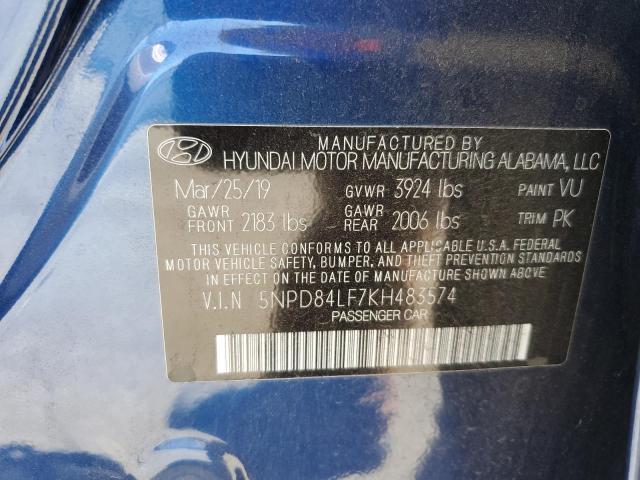 MANUFACTURED BY
HYUNDAI MOTOR MANUFACTURING ALABAMA, LLC
Mar/25/19 GVWR 3924 lbs PAINT VU
GAWR FRONT 2183 lbs GAWR REAR 2006 lbs TRIM PK
THIS VEHICLE CONFORMS TO ALL APPLICABLE U.S.A. FEDERAL
MOTOR VEHICLE SAFETY, BUMPER, AND THEFT PREVENTION STANDARDS
IN EFFECT ON THE DATE OF MANUFACTURE SHOWN ABOVE
V.I.N 5NPD84LF7KH483574
PASSENGER CAR